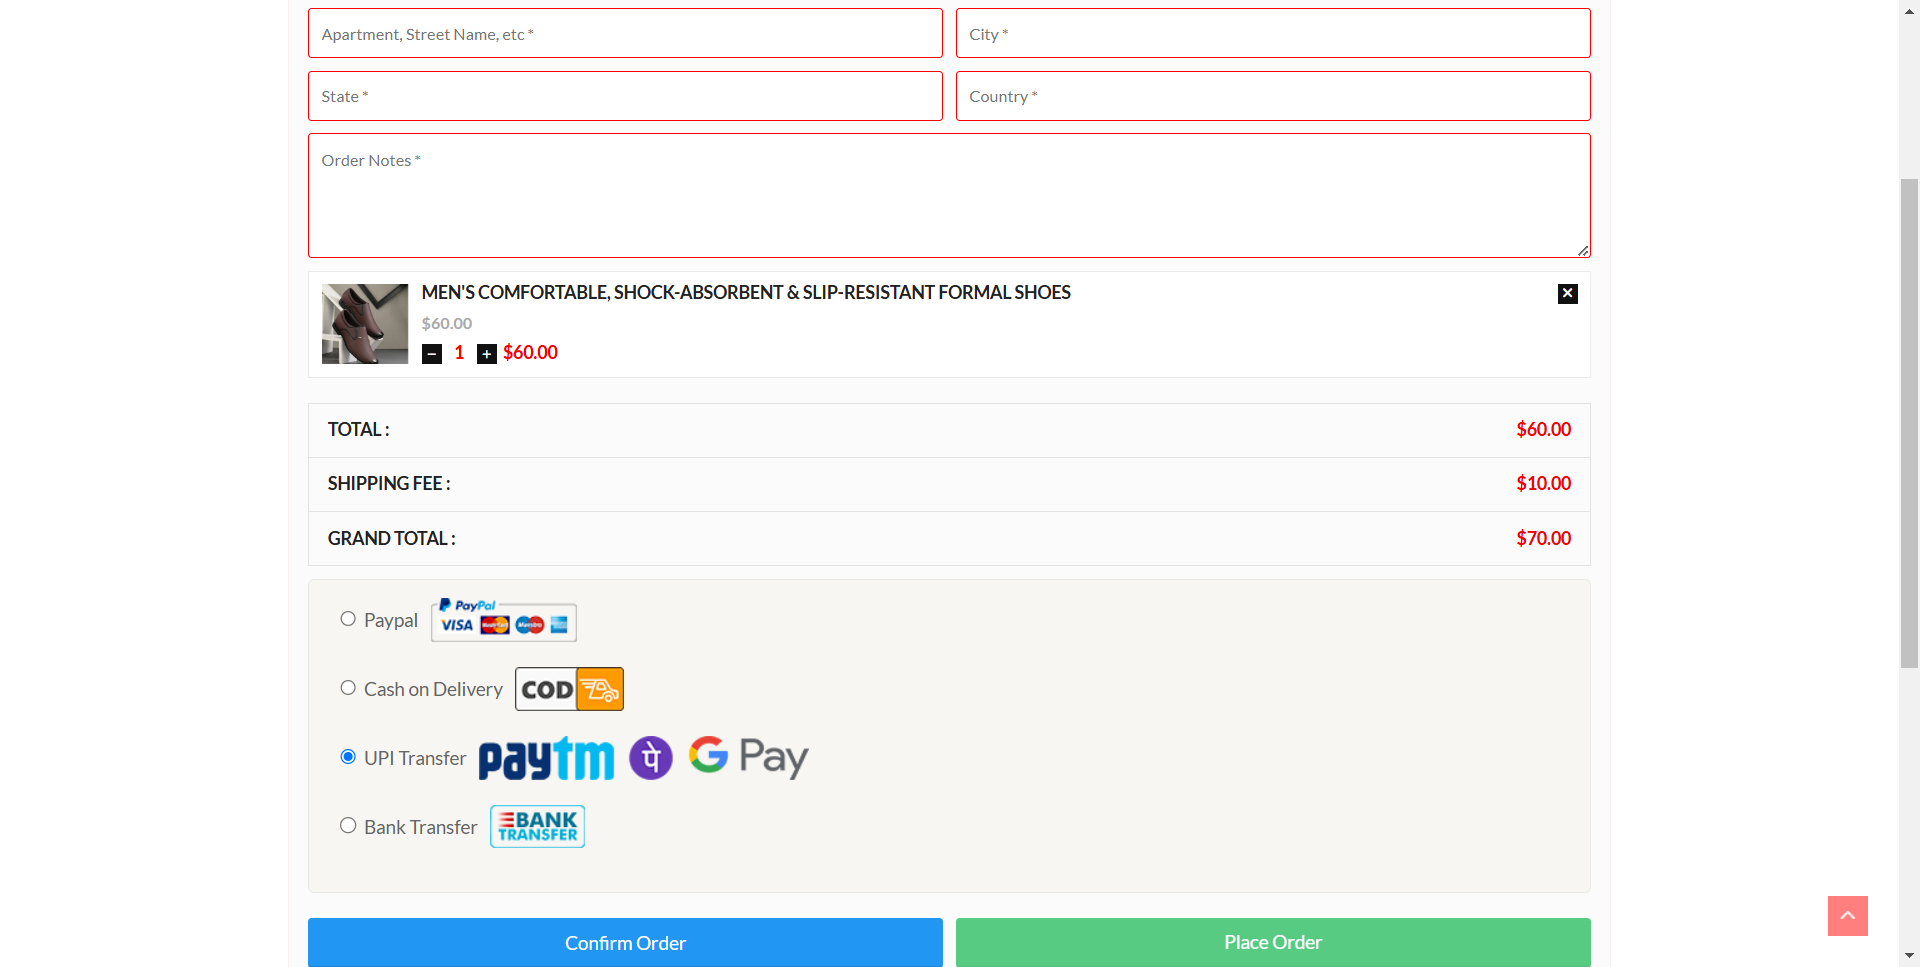 Apartment, Street Name, etc *
City *
State *
Country *
Order Notes *
MEN'S COMFORTABLE, SHOCK-ABSORBENT & SLIP-RESISTANT FORMAL SHOES
$60.00
1 $60.00
TOTAL : $60.00
SHIPPING FEE : $10.00
GRAND TOTAL : $70.00
Paypal PayPal
VISA MasterCard Maestro
Cash on Delivery COD
UPI Transfer paytm पे G Pay
Bank Transfer BANK
TRANSFER
Confirm Order
Place Order